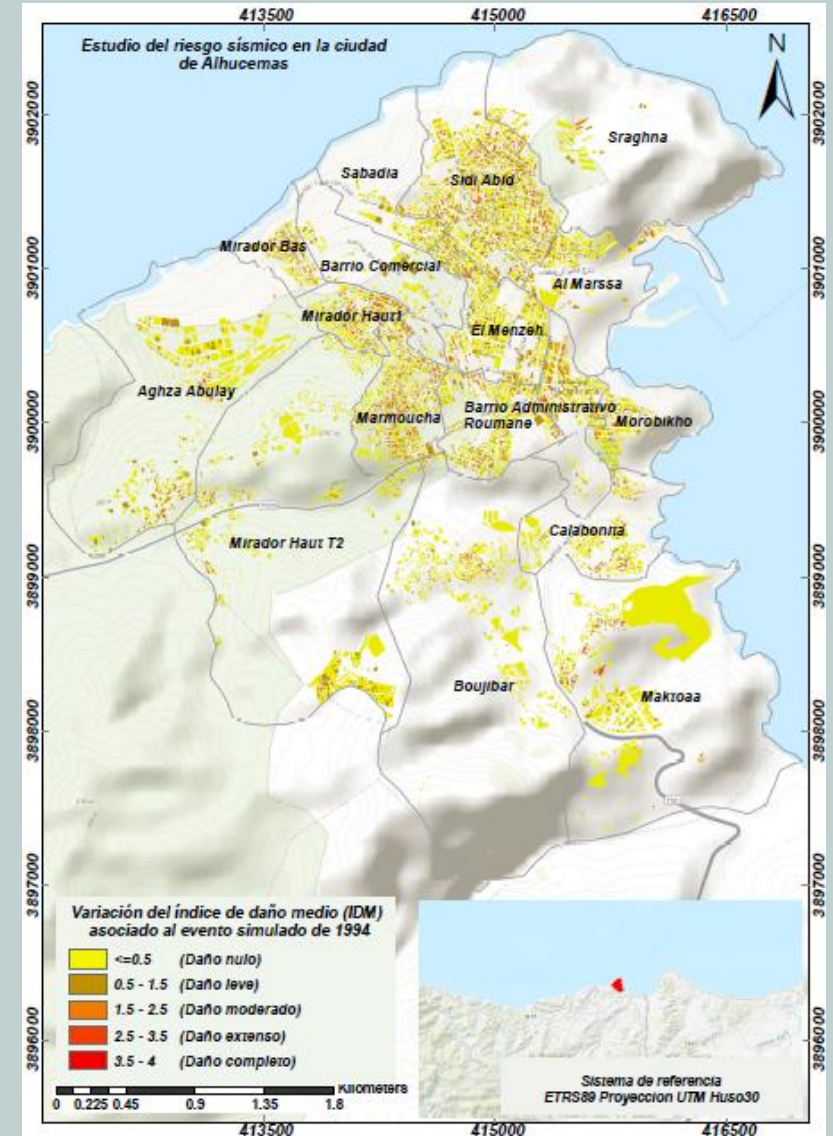 413500 415000 416500
Estudio del riesgo sísmico en la ciudad
de Alhucemas
N
3902000
3902000
Sraghna
Sabadia
Sidi Abid
Mirador Bas
3901000
3901000
Barrio Comercial
Al Marssa
Mirador Haut1
El Menzeh
Aghza Abulay
Barrio Administrativo
Marmoucha
Roumane
Morobikho
3900000
3900000
Calabonita
Mirador Haut T2
3899000
3899000
Boujibar
Maktoaa
3898000
3898000
3897000
3897000
Variación del índice de daño medio (IDM)
asociado al evento simulado de 1994
<=0.5 (Daño nulo)
0.5 - 1.5 (Daño leve)
1.5 - 2.5 (Daño moderado)
2.5 - 3.5 (Daño extenso)
3.5 - 4 (Daño completo)
3896000
3896000
Kilometers
0 0.225 0.45 0.9 1.35 1.8
Sistema de referencia
ETRS89 Proyeccion UTM Huso30
413500 415000 416500